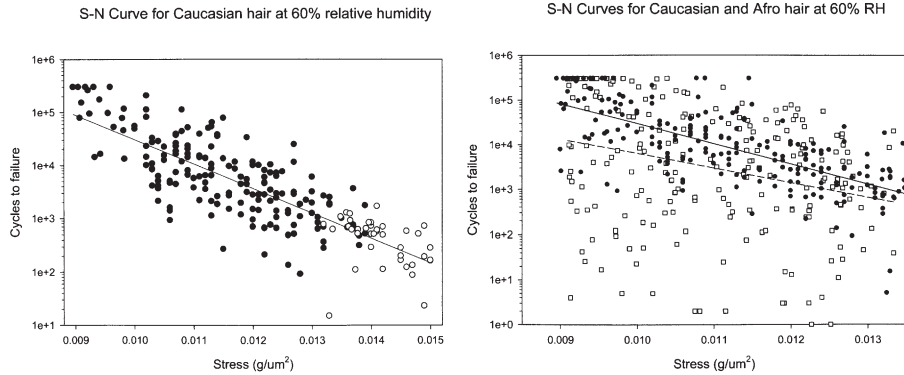 S-N Curve for Caucasian hair at 60% relative humidity
1e+6
1e+5
1e+4
1e+3
1e+2
1e+1
Cycles to failure
0.009 0.010 0.011 0.012 0.013 0.014 0.015
Stress (g/um²)
S-N Curves for Caucasian and Afro hair at 60% RH
1e+6
1e+5
1e+4
1e+3
1e+2
1e+1
1e+0
Cycles to failure
0.009 0.010 0.011 0.012 0.013
Stress (g/um²)